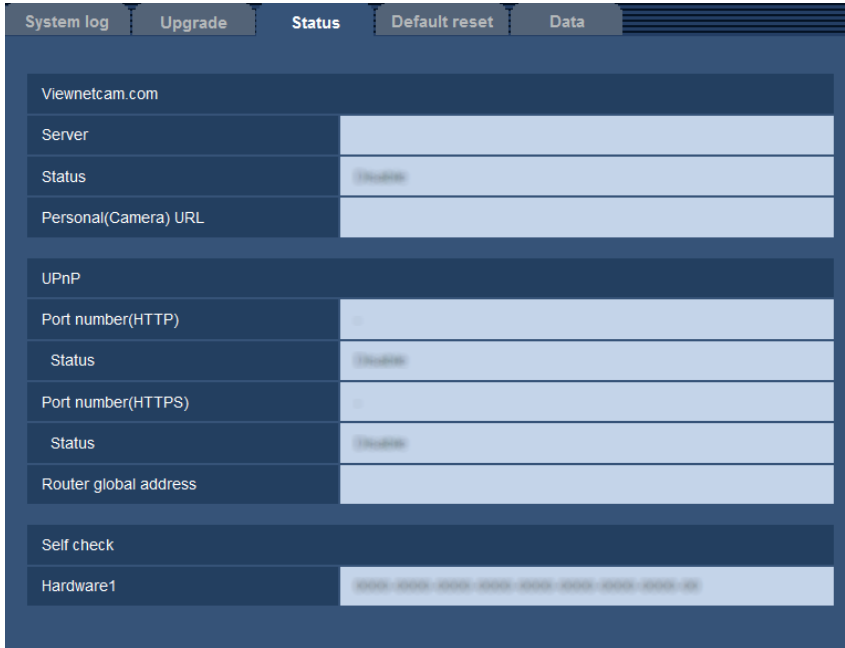 System log Upgrade Status Default reset Data
Viewnetcam.com
Server
Status
Personal(Camera) URL
UPnP
Port number(HTTP)
Status
Port number(HTTPS)
Status
Router global address
Self check
Hardware1